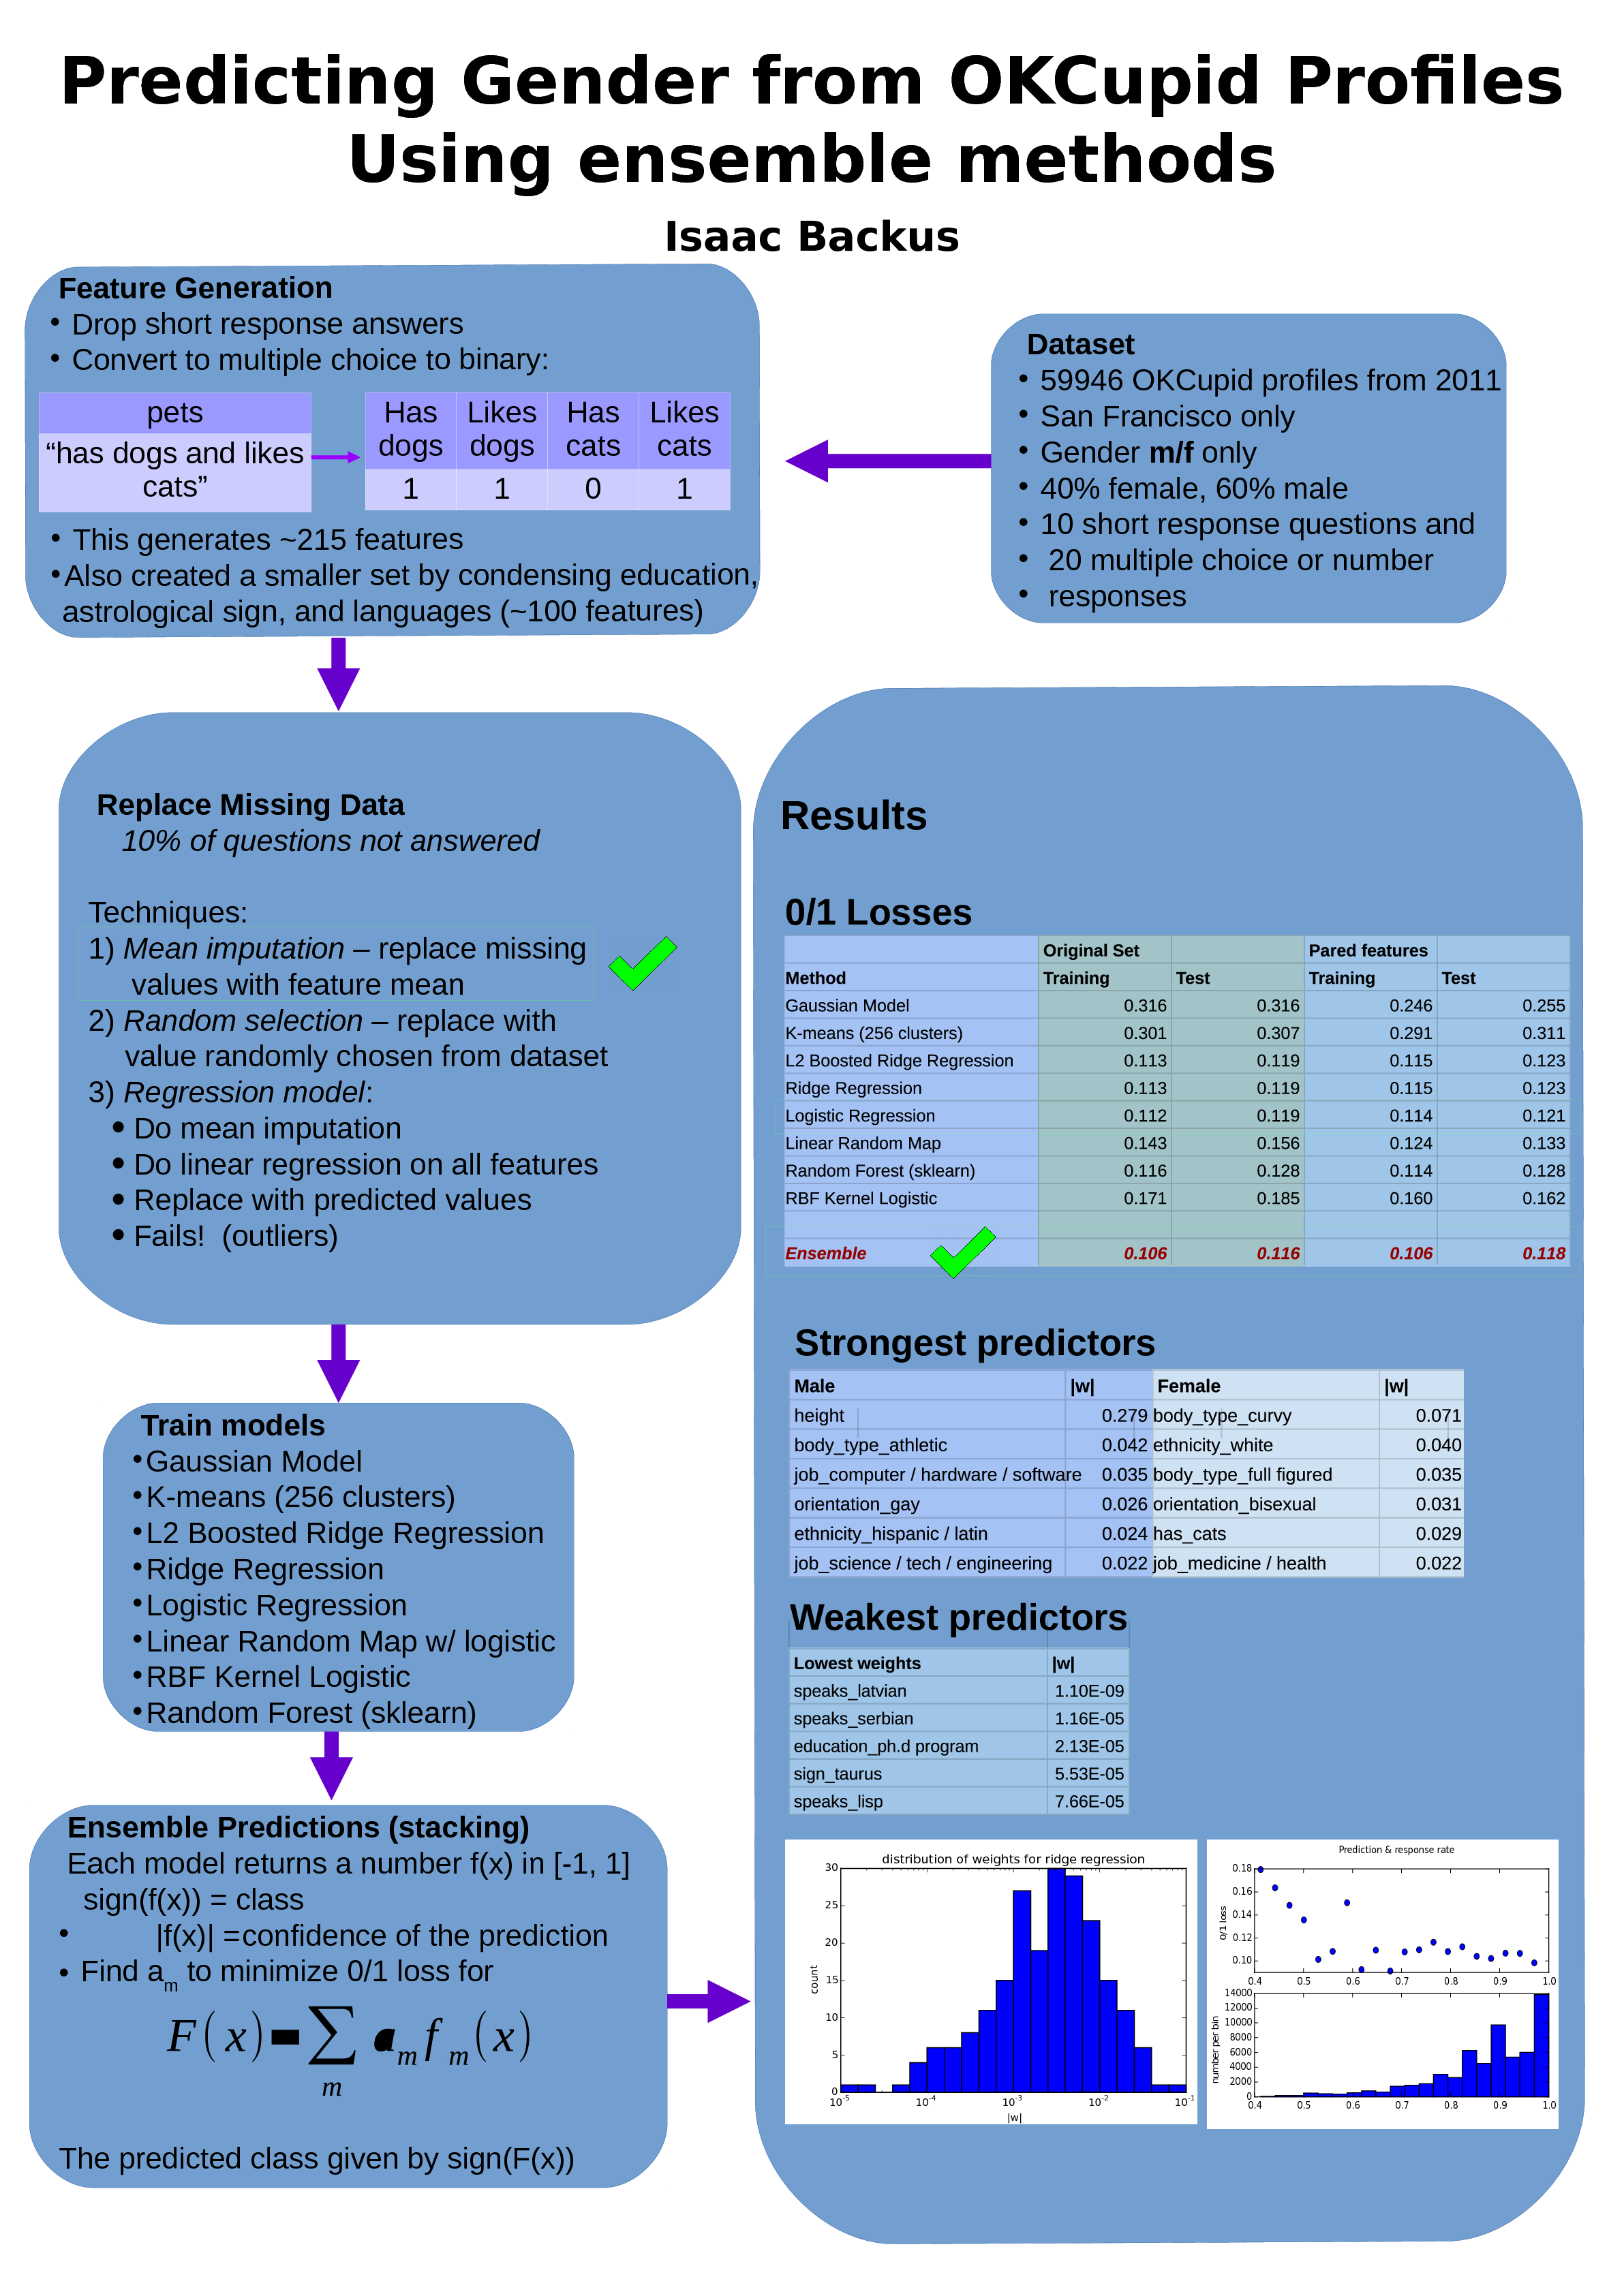 Predicting Gender from OKCupid Profiles
Using ensemble methods
Isaac Backus
Feature Generation
• Drop short response answers
• Convert to multiple choice to binary:
pets
“has dogs and likes
cats”
Has dogs Likes dogs Has cats Likes cats
1 1 0 1
• This generates ~215 features
•Also created a smaller set by condensing education,
astrological sign, and languages (~100 features)
Dataset
• 59946 OKCupid profiles from 2011
• San Francisco only
• Gender m/f only
• 40% female, 60% male
• 10 short response questions and
• 20 multiple choice or number
• responses
Replace Missing Data
10% of questions not answered
Techniques:
1) Mean imputation – replace missing
values with feature mean
2) Random selection – replace with
value randomly chosen from dataset
3) Regression model:
• Do mean imputation
• Do linear regression on all features
• Replace with predicted values
• Fails! (outliers)
Train models
•Gaussian Model
•K-means (256 clusters)
•L2 Boosted Ridge Regression
•Ridge Regression
•Logistic Regression
•Linear Random Map w/ logistic
•RBF Kernel Logistic
•Random Forest (sklearn)
Ensemble Predictions (stacking)
Each model returns a number f(x) in [-1, 1]
sign(f(x)) = class
• |f(x)| =confidence of the prediction
• Find am to minimize 0/1 loss for
F(x)=∑ am fm(x)
m
The predicted class given by sign(F(x))
Results
0/1 Losses
Original Set Pared features
Method Training Test Training Test
Gaussian Model 0.316 0.316 0.246 0.255
K-means (256 clusters) 0.301 0.307 0.291 0.311
L2 Boosted Ridge Regression 0.113 0.119 0.115 0.123
Ridge Regression 0.113 0.119 0.115 0.123
Logistic Regression 0.112 0.119 0.114 0.121
Linear Random Map 0.143 0.156 0.124 0.133
Random Forest (sklearn) 0.116 0.128 0.114 0.128
RBF Kernel Logistic 0.171 0.185 0.160 0.162
Ensemble 0.106 0.116 0.106 0.118
Strongest predictors
Male |w| Female |w|
height 0.279 body_type_curvy 0.071
body_type_athletic 0.042 ethnicity_white 0.040
job_computer / hardware / software 0.035 body_type_full figured 0.035
orientation_gay 0.026 orientation_bisexual 0.031
ethnicity_hispanic / latin 0.024 has_cats 0.029
job_science / tech / engineering 0.022 job_medicine / health 0.022
Weakest predictors
Lowest weights |w|
speaks_latvian 1.10E-09
speaks_serbian 1.16E-05
education_ph.d program 2.13E-05
sign_taurus 5.53E-05
speaks_lisp 7.66E-05
distribution of weights for ridge regression
30
25
20
15
10
5
0
count
10-5 10-4 10-3 10-2 10-1
|w|
Prediction & response rate
0.18
0.16
0.14
0.12
0.10
0/1 loss
0.4 0.5 0.6 0.7 0.8 0.9 1.0
14000
12000
10000
8000
6000
4000
2000
0
number per bin
0.4 0.5 0.6 0.7 0.8 0.9 1.0